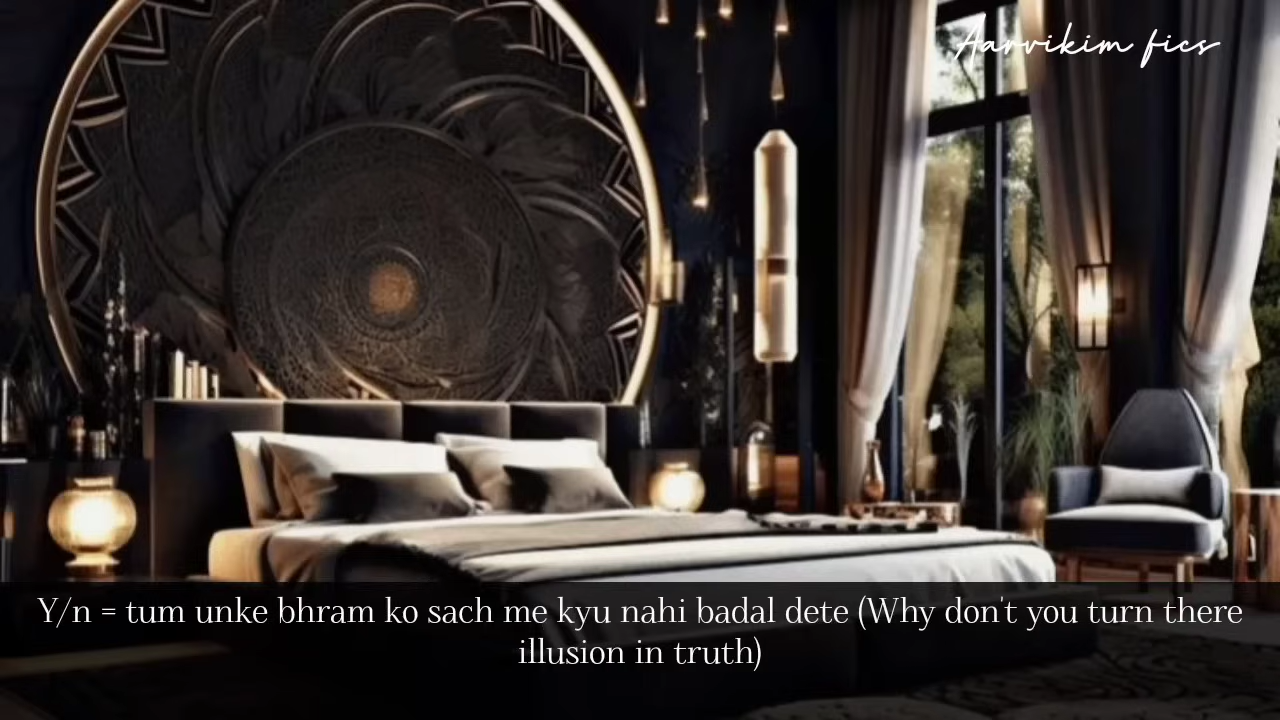 Aarvikim fics
Y/n = tum unke bhram ko sach me kyu nahi badal dete (Why don't you turn there
illusion in truth)